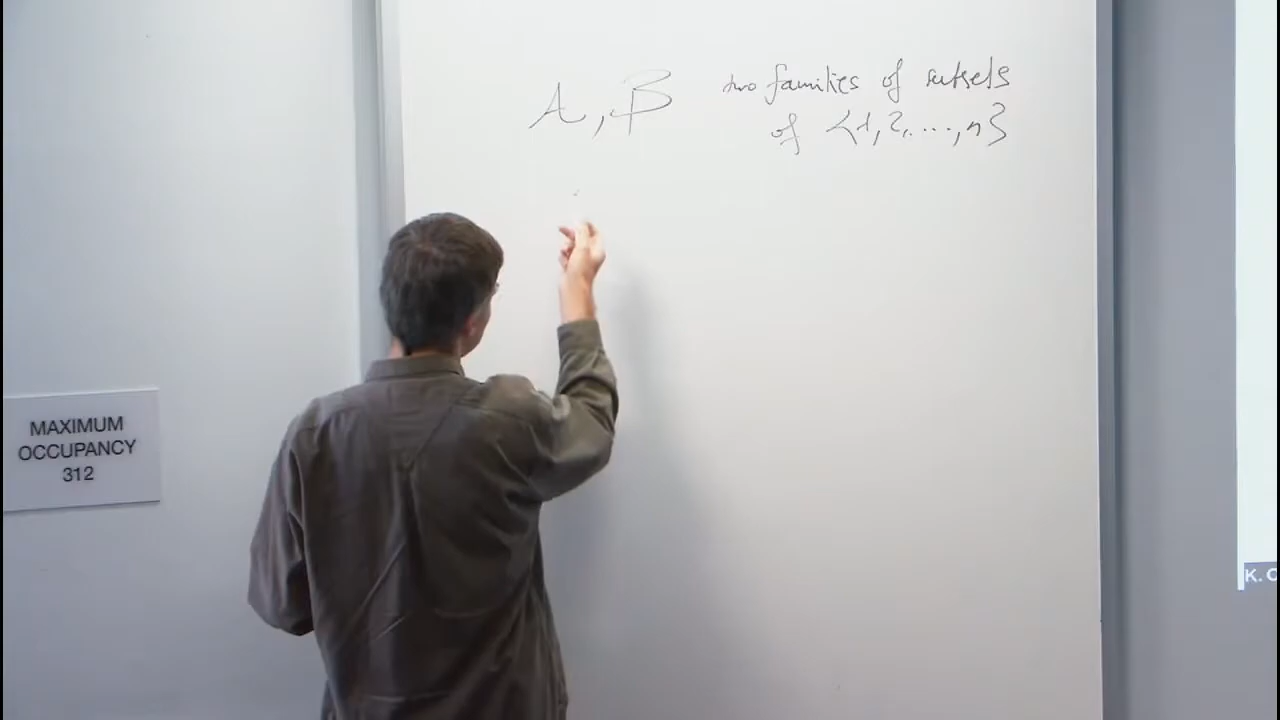 A, B two families of subsets
of {1, 2, ..., n}
MAXIMUM
OCCUPANCY
312
K. C